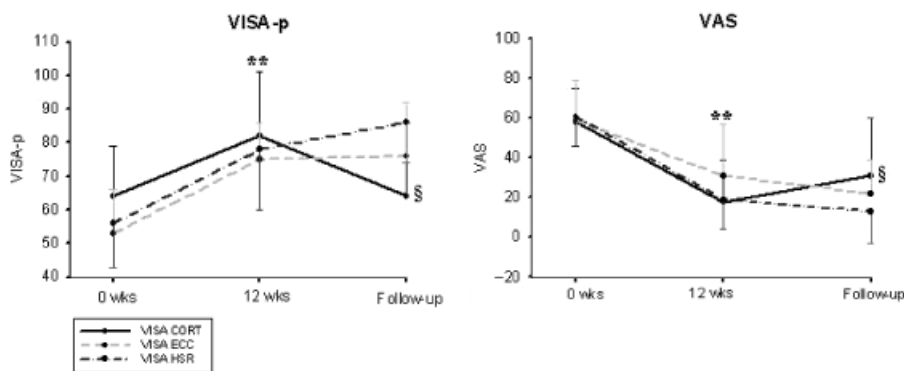 VISA-p
VISA-p
110
100
90
80
70
60
50
40
**
§
0 wks
12 wks
Follow-up
VISA CORT
VISA ECC
VISA HSR
VAS
VAS
100
80
60
40
20
0
−20
**
§
0 wks
12 wks
Follow-up